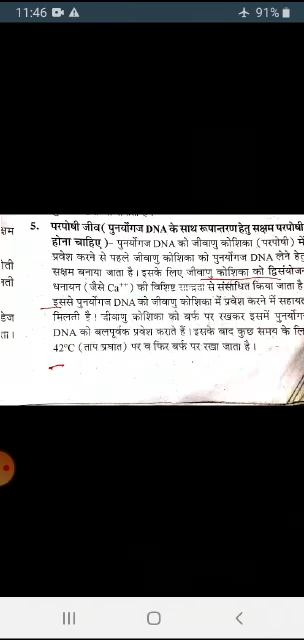 11:46
91%
5. परपोषी जीव ( पुनर्योगज DNA के साथ रूपान्तरण हेतु सक्षम परपोषी
क्षम
होना चाहिए ) – पुनर्योगज DNA को जीवाणु कोशिका (परपोषी) में
प्रवेश करने से पहले जीवाणु कोशिका को पुनर्योगज DNA लेने हेतु
सक्षम बनाया जाता है। इसके लिए जीवाणु कोशिका को द्विसंयोज
धनायन (जैसे Ca⁺⁺) की विशिष्ट सान्द्रता से संसाधित किया जाता है
इससे पुनर्योगज DNA को जीवाणु कोशिका में प्रवेश करने में सहायत
मिलती है। जीवाणु कोशिका को बर्फ पर रखकर इसमें पुनर्योग
DNA को बलपूर्वक प्रवेश कराते हैं। इसके बाद कुछ समय के लि
ता।
42°C (ताप प्रघात) पर व फिर बर्फ पर रखा जाता है।